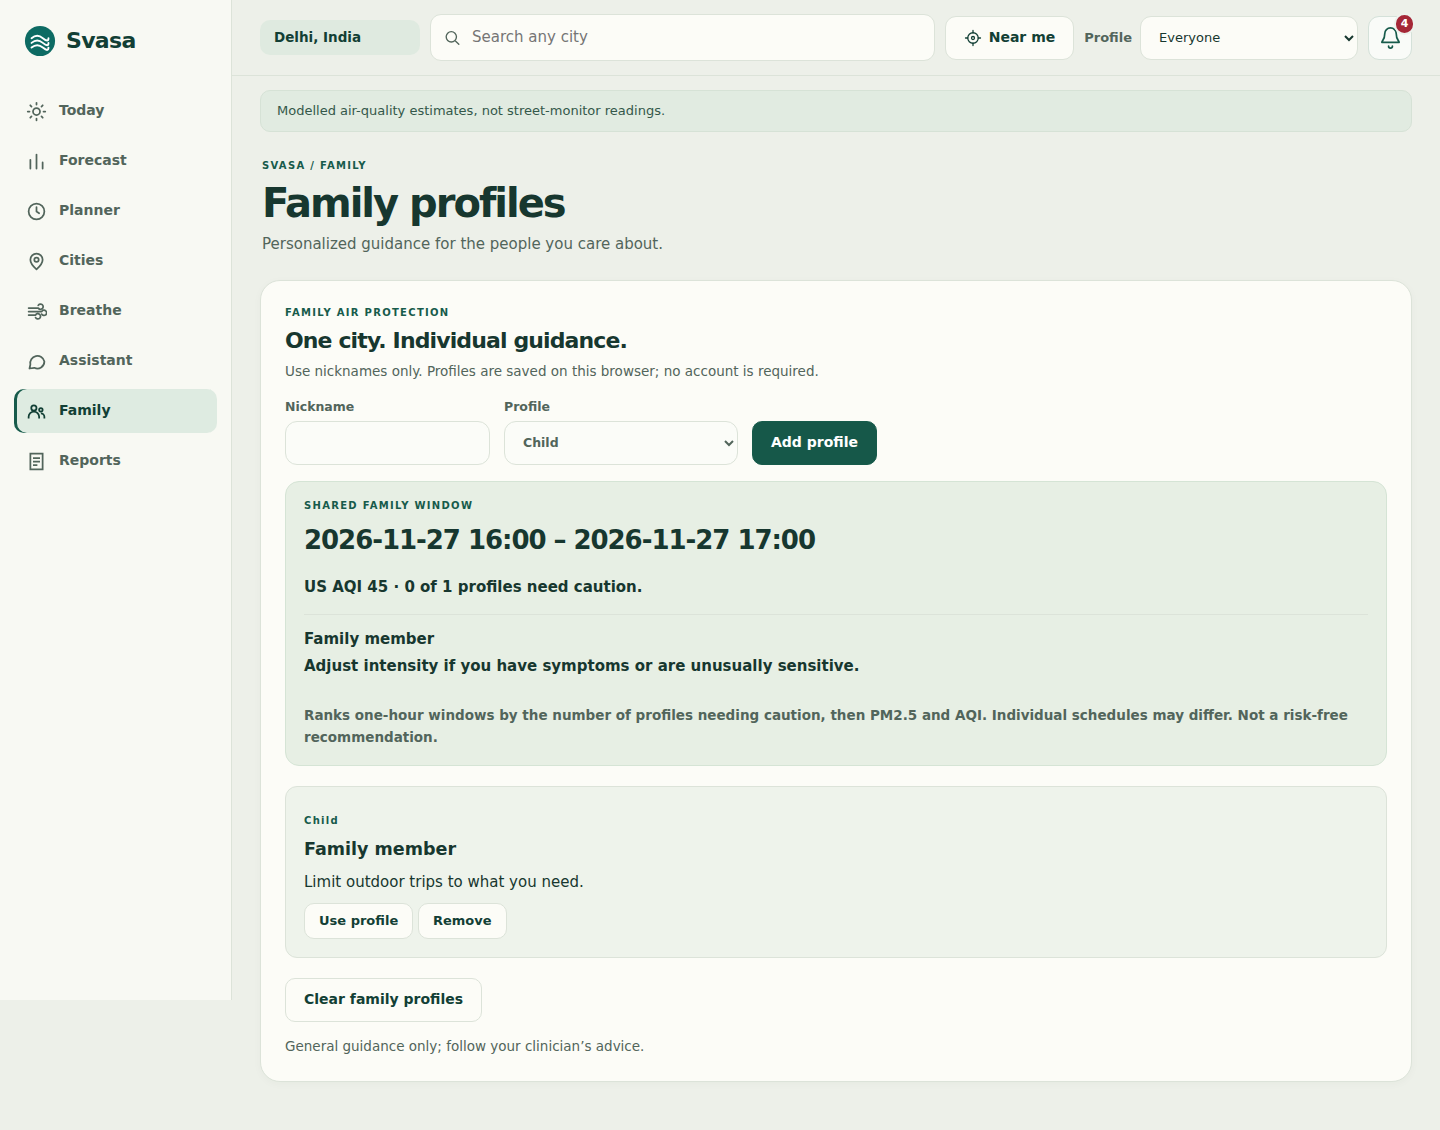 Svasa
Delhi, India
Search any city
Near me
Profile
Everyone
4
Today
Forecast
Planner
Cities
Breathe
Assistant
Family
Reports
Modelled air-quality estimates, not street-monitor readings.
SVASA / FAMILY
Family profiles
Personalized guidance for the people you care about.
FAMILY AIR PROTECTION
One city. Individual guidance.
Use nicknames only. Profiles are saved on this browser; no account is required.
Nickname
Profile
Child
Add profile
SHARED FAMILY WINDOW
2026-11-27 16:00 – 2026-11-27 17:00
US AQI 45 · 0 of 1 profiles need caution.
Family member
Adjust intensity if you have symptoms or are unusually sensitive.
Ranks one-hour windows by the number of profiles needing caution, then PM2.5 and AQI. Individual schedules may differ. Not a risk-free
recommendation.
Child
Family member
Limit outdoor trips to what you need.
Use profile
Remove
Clear family profiles
General guidance only; follow your clinician’s advice.